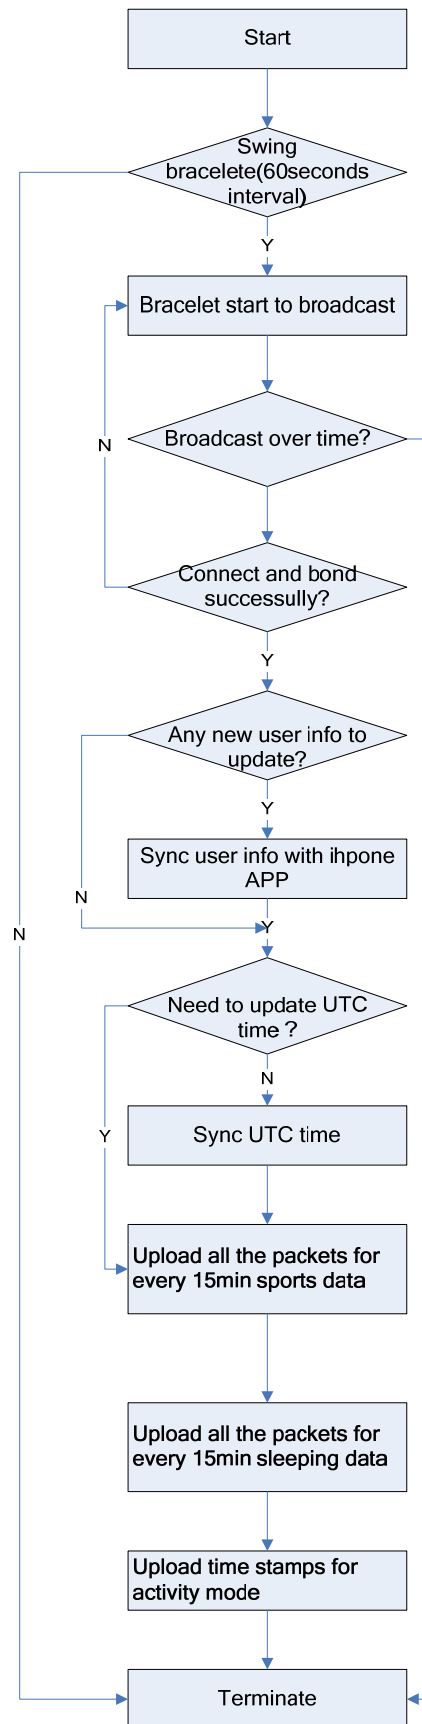 Start
Swing
bracelete(60seconds
interval)
Y
Bracelet start to broadcast
N
Broadcast over time?
Connect and bond
successully?
Y
Any new user info to
update?
Y
Sync user info with ihpone
APP
N
Y
N
Need to update UTC
time ?
N
Y
Sync UTC time
Upload all the packets for
every 15min sports data
Upload all the packets for
every 15min sleeping data
Upload time stamps for
activity mode
Terminate